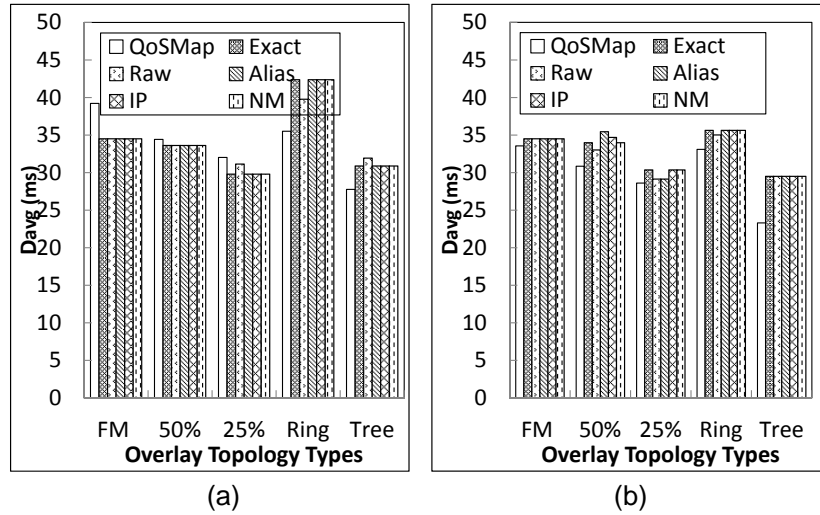 50
45
40
35
30
25
20
15
10
5
0
Davg (ms)
QoSMap Exact
Raw Alias
IP NM
FM 50% 25% Ring Tree
Overlay Topology Types
(a)
50
45
40
35
30
25
20
15
10
5
0
Davg (ms)
QoSMap Exact
Raw Alias
IP NM
FM 50% 25% Ring Tree
Overlay Topology Types
(b)